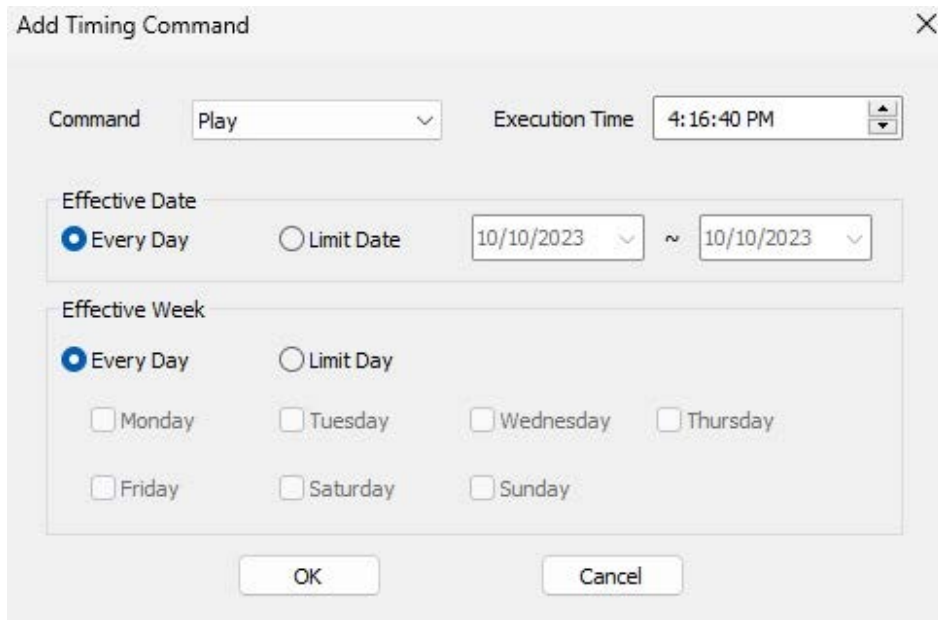 Add Timing Command
Command Play Execution Time 4:16:40 PM
Effective Date
Every Day Limit Date 10/10/2023 ~ 10/10/2023
Effective Week
Every Day Limit Day
Monday Tuesday Wednesday Thursday
Friday Saturday Sunday
OK Cancel